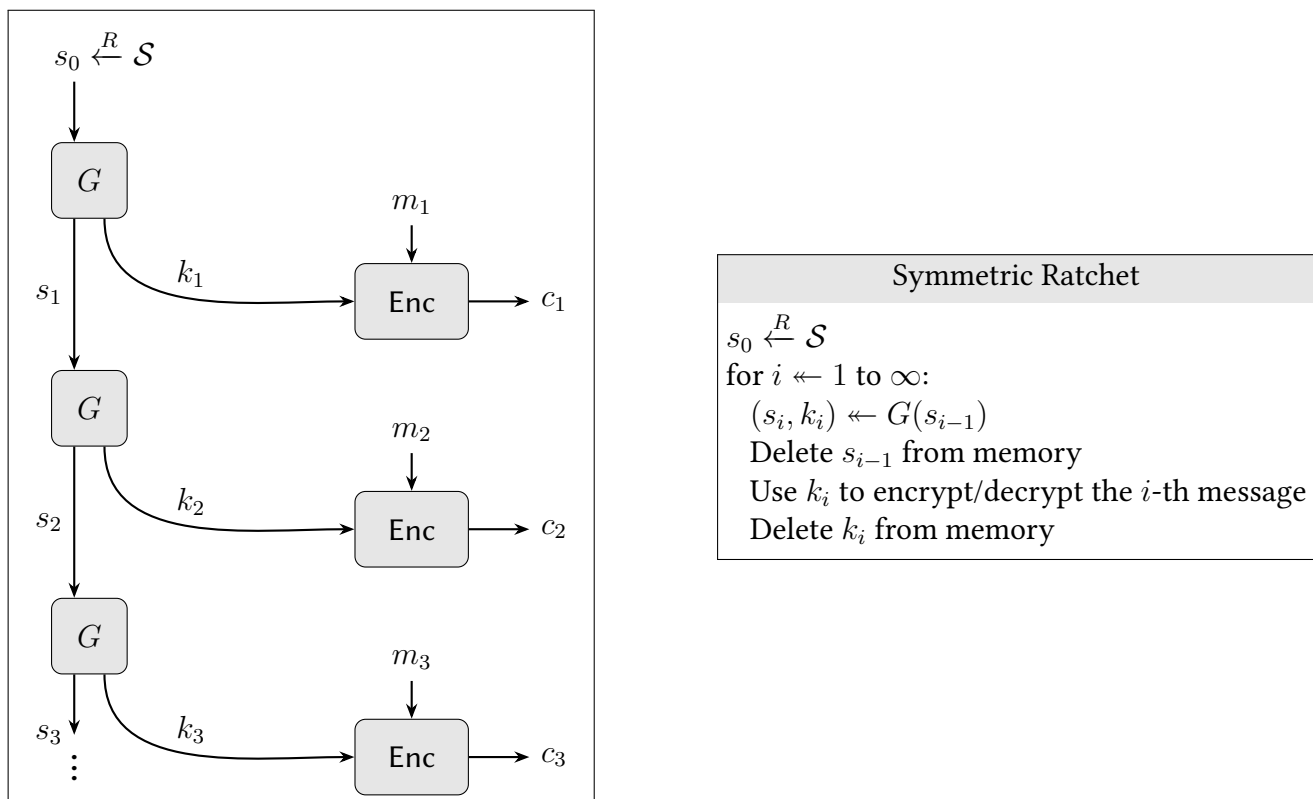 s₀ ←ᴿ 𝒮
G
m₁
k₁
s₁
Enc
c₁
G
m₂
k₂
s₂
Enc
c₂
G
m₃
k₃
s₃
Enc
c₃
⋮
Symmetric Ratchet
s₀ ←ᴿ 𝒮
for i ↞ 1 to ∞:
(sᵢ, kᵢ) ↞ G(sᵢ₋₁)
Delete sᵢ₋₁ from memory
Use kᵢ to encrypt/decrypt the i-th message
Delete kᵢ from memory